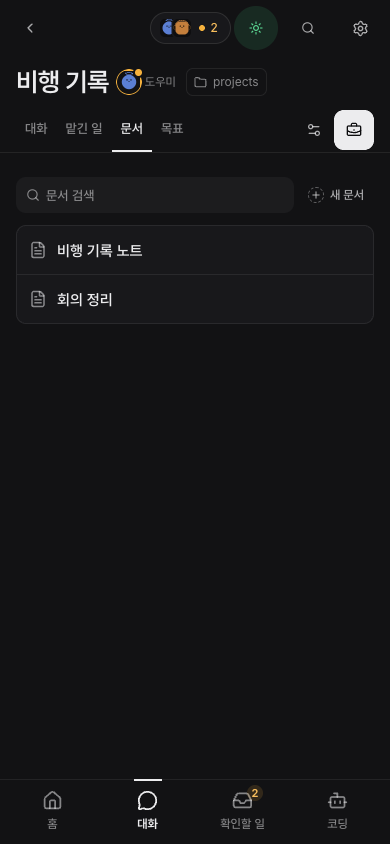 2
비행 기록 도우미 projects
대화 맡긴 일 문서 목표
문서 검색 새 문서
비행 기록 노트
회의 정리
2
홈 대화 확인할 일 코딩